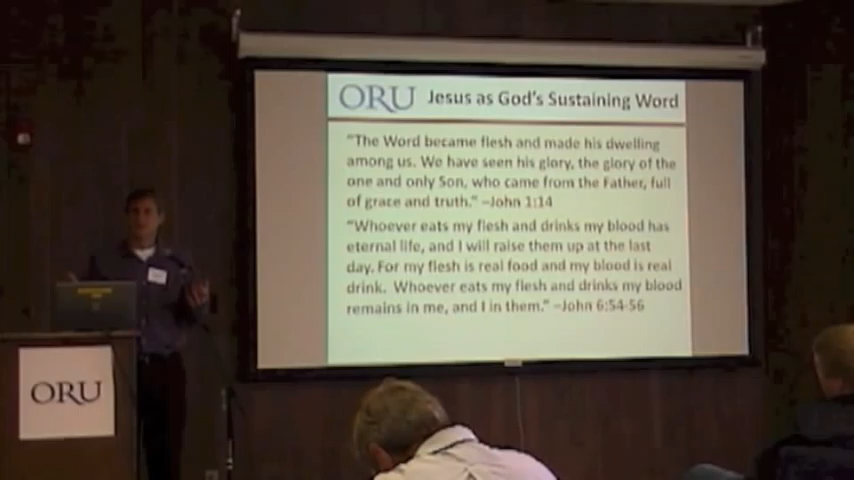 ORU Jesus as God's Sustaining Word
"The Word became flesh and made his dwelling
among us. We have seen his glory, the glory of the
one and only Son, who came from the Father, full
of grace and truth." –John 1:14
"Whoever eats my flesh and drinks my blood has
eternal life, and I will raise them up at the last
day. For my flesh is real food and my blood is real
drink. Whoever eats my flesh and drinks my blood
remains in me, and I in them." –John 6:54-56
ORU